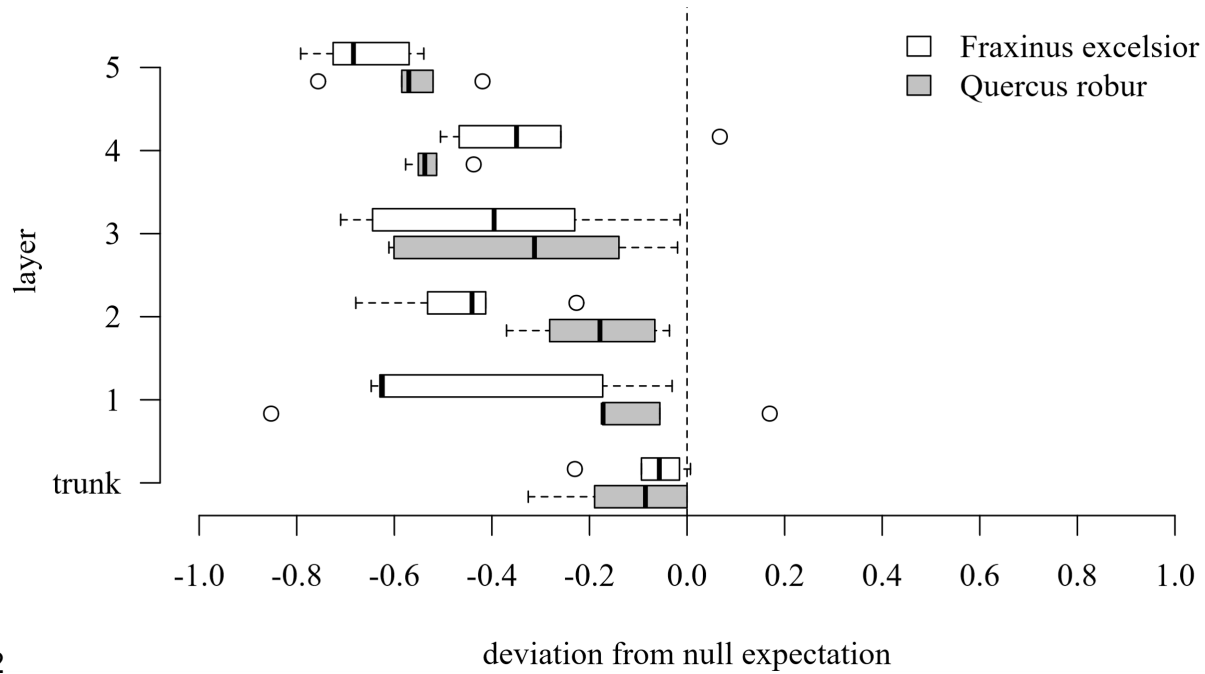 Fraxinus excelsior
Quercus robur
layer
5
4
3
2
1
trunk
-1.0 -0.8 -0.6 -0.4 -0.2 0.0 0.2 0.4 0.6 0.8 1.0
deviation from null expectation